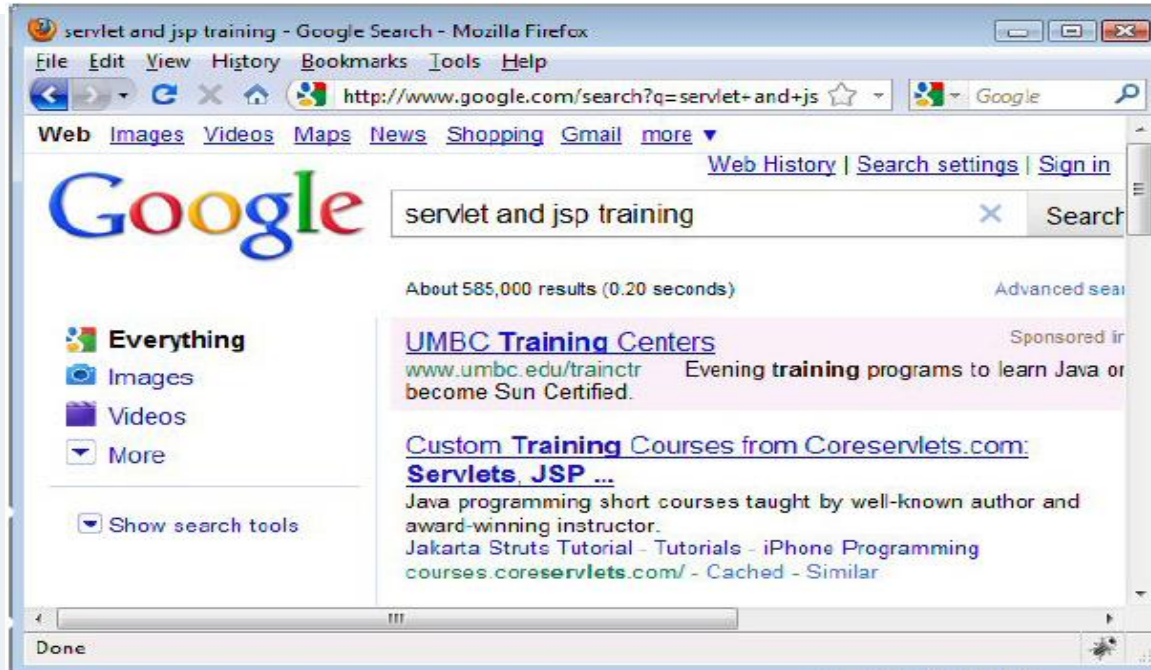 servlet and jsp training - Google Search - Mozilla Firefox
File Edit View History Bookmarks Tools Help
http://www.google.com/search?q=servlet+and+js Google
Web Images Videos Maps News Shopping Gmail more ▼
Web History | Search settings | Sign in
Google servlet and jsp training Search
About 585,000 results (0.20 seconds) Advanced sear
Everything
Images
Videos
More
Show search tools
UMBC Training Centers Sponsored lin
www.umbc.edu/trainctr Evening training programs to learn Java or
become Sun Certified.
Custom Training Courses from Coreservlets.com:
Servlets, JSP ...
Java programming short courses taught by well-known author and
award-winning instructor.
Jakarta Struts Tutorial - Tutorials - iPhone Programming
courses.coreservlets.com/ - Cached - Similar
Done